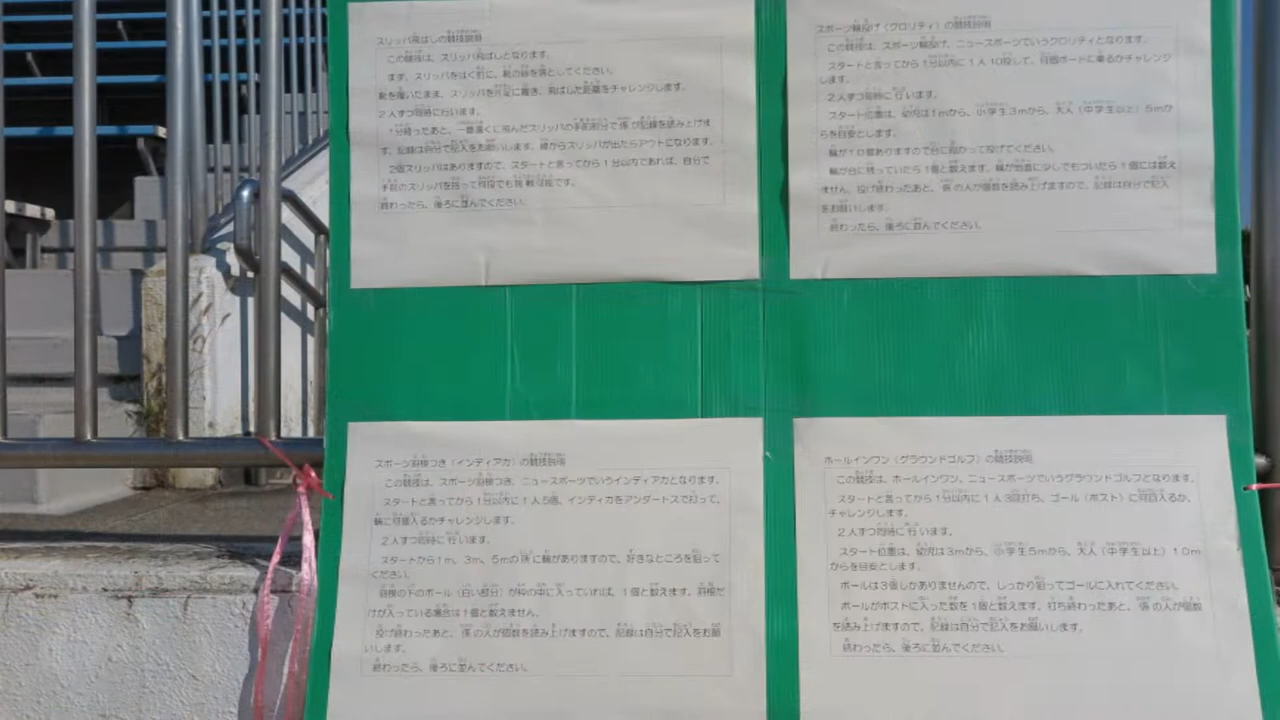 スリッパ飛ばしの競技説明
この競技は、スリッパ飛ばしとなります。
まず、スリッパをはく前に、靴の砂を落としてください。
靴を履いたまま、スリッパを片足に履き、飛ばした距離をチャレンジします。
2人ずつ同時に行います。
1分経ったあと、一番遠くに飛んだスリッパの手前部分で係が記録を読み上げま
す。記録は自分で記入をお願いします。線からスリッパが出たらアウトになります。
2個スリッパはありますので、スタートと言ってから1分以内であれば、自分で
手前のスリッパを拾って何投でも挑戦可能です。
終わったら、後ろに並んでください。
スポーツ輪投げ（クロリティ）の競技説明
この競技は、スポーツ輪投げ、ニュースポーツでいうクロリティとなります。
スタートと言ってから1分以内に1人10投して、何個ボードに乗るかチャレンジ
します。
2人ずつ同時に行います。
スタート位置は、幼児は1mから、小学生3mから、大人（中学生以上）5mか
らを目安とします。
輪が10個ありますので台に向かって投げてください。
輪が台に残っていたら1個と数えます。輪が地面に少しでもついたら1個には数え
ません。投げ終わったあと、係の人が個数を読み上げますので、記録は自分で記入
をお願いします。
終わったら、後ろに並んでください。
スポーツ羽根つき（インディアカ）の競技説明
この競技は、スポーツ羽根つき、ニュースポーツでいうインディアカとなります。
スタートと言ってから1分以内に1人5個、インディカをアンダートスで打って、
輪に何個入るかチャレンジします。
2人ずつ同時に行います。
スタートから1m、3m、5mの所に輪がありますので、好きなところを狙って
ください。
羽根の下のボール（白い部分）が枠の中に入っていれば、1個と数えます。羽根だ
けが入っている場合は1個と数えません。
投げ終わったあと、係の人が個数を読み上げますので、記録は自分で記入をお願
いします。
終わったら、後ろに並んでください。
ホールインワン（グラウンドゴルフ）の競技説明
この競技は、ホールインワン、ニュースポーツでいうグラウンドゴルフとなります。
スタートと言ってから1分以内に1人3回打ち、ゴール（ポスト）に何回入るか、
チャレンジします。
2人ずつ同時に行います。
スタート位置は、幼児は3mから、小学生5mから、大人（中学生以上）10m
からを目安とします。
ボールは3個しかありませんので、しっかり狙ってゴールに入れてください。
ボールがポストに入った数を1個と数えます。打ち終わったあと、係の人が個数
を読み上げますので、記録は自分で記入をお願いします。
終わったら、後ろに並んでください。